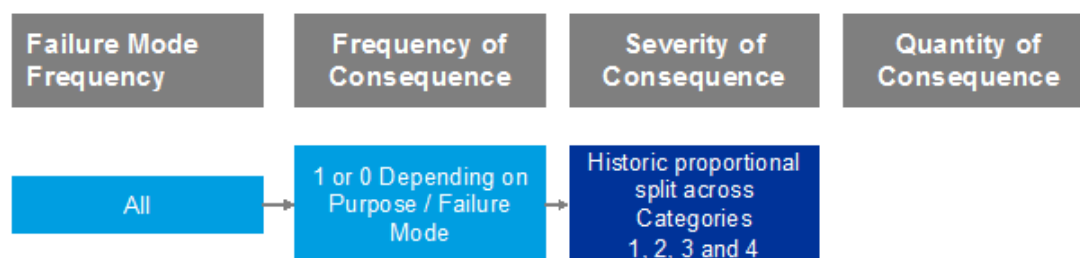 Failure Mode
Frequency
Frequency of
Consequence
Severity of
Consequence
Quantity of
Consequence
All
1 or 0 Depending on
Purpose / Failure
Mode
Historic proportional
split across
Categories
1, 2, 3 and 4